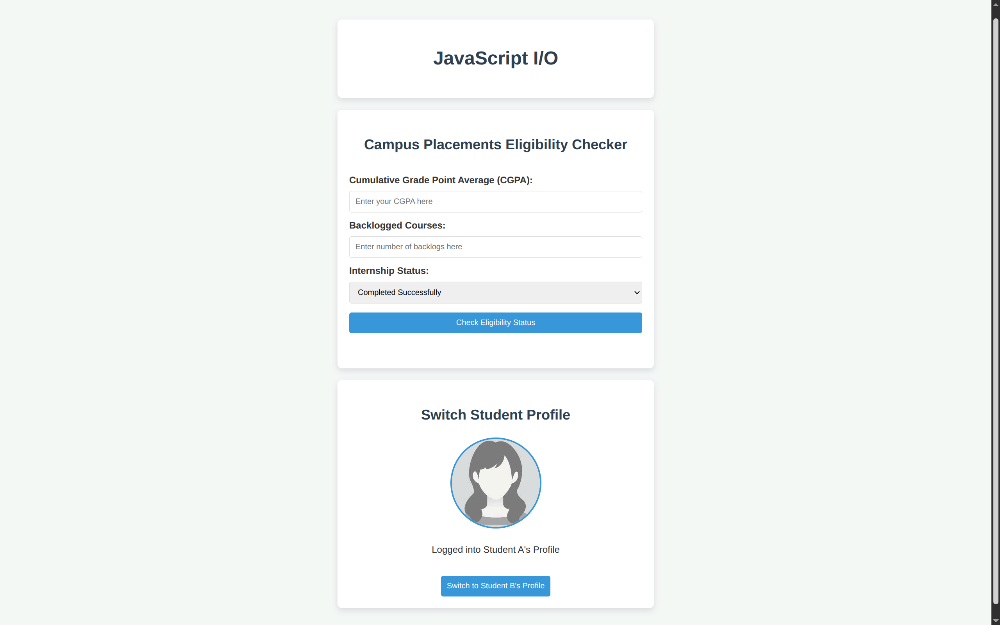 JavaScript I/O
Campus Placements Eligibility Checker
Cumulative Grade Point Average (CGPA):
Enter your CGPA here
Backlogged Courses:
Enter number of backlogs here
Internship Status:
Completed Successfully
Check Eligibility Status
Switch Student Profile
Logged into Student A's Profile
Switch to Student B's Profile